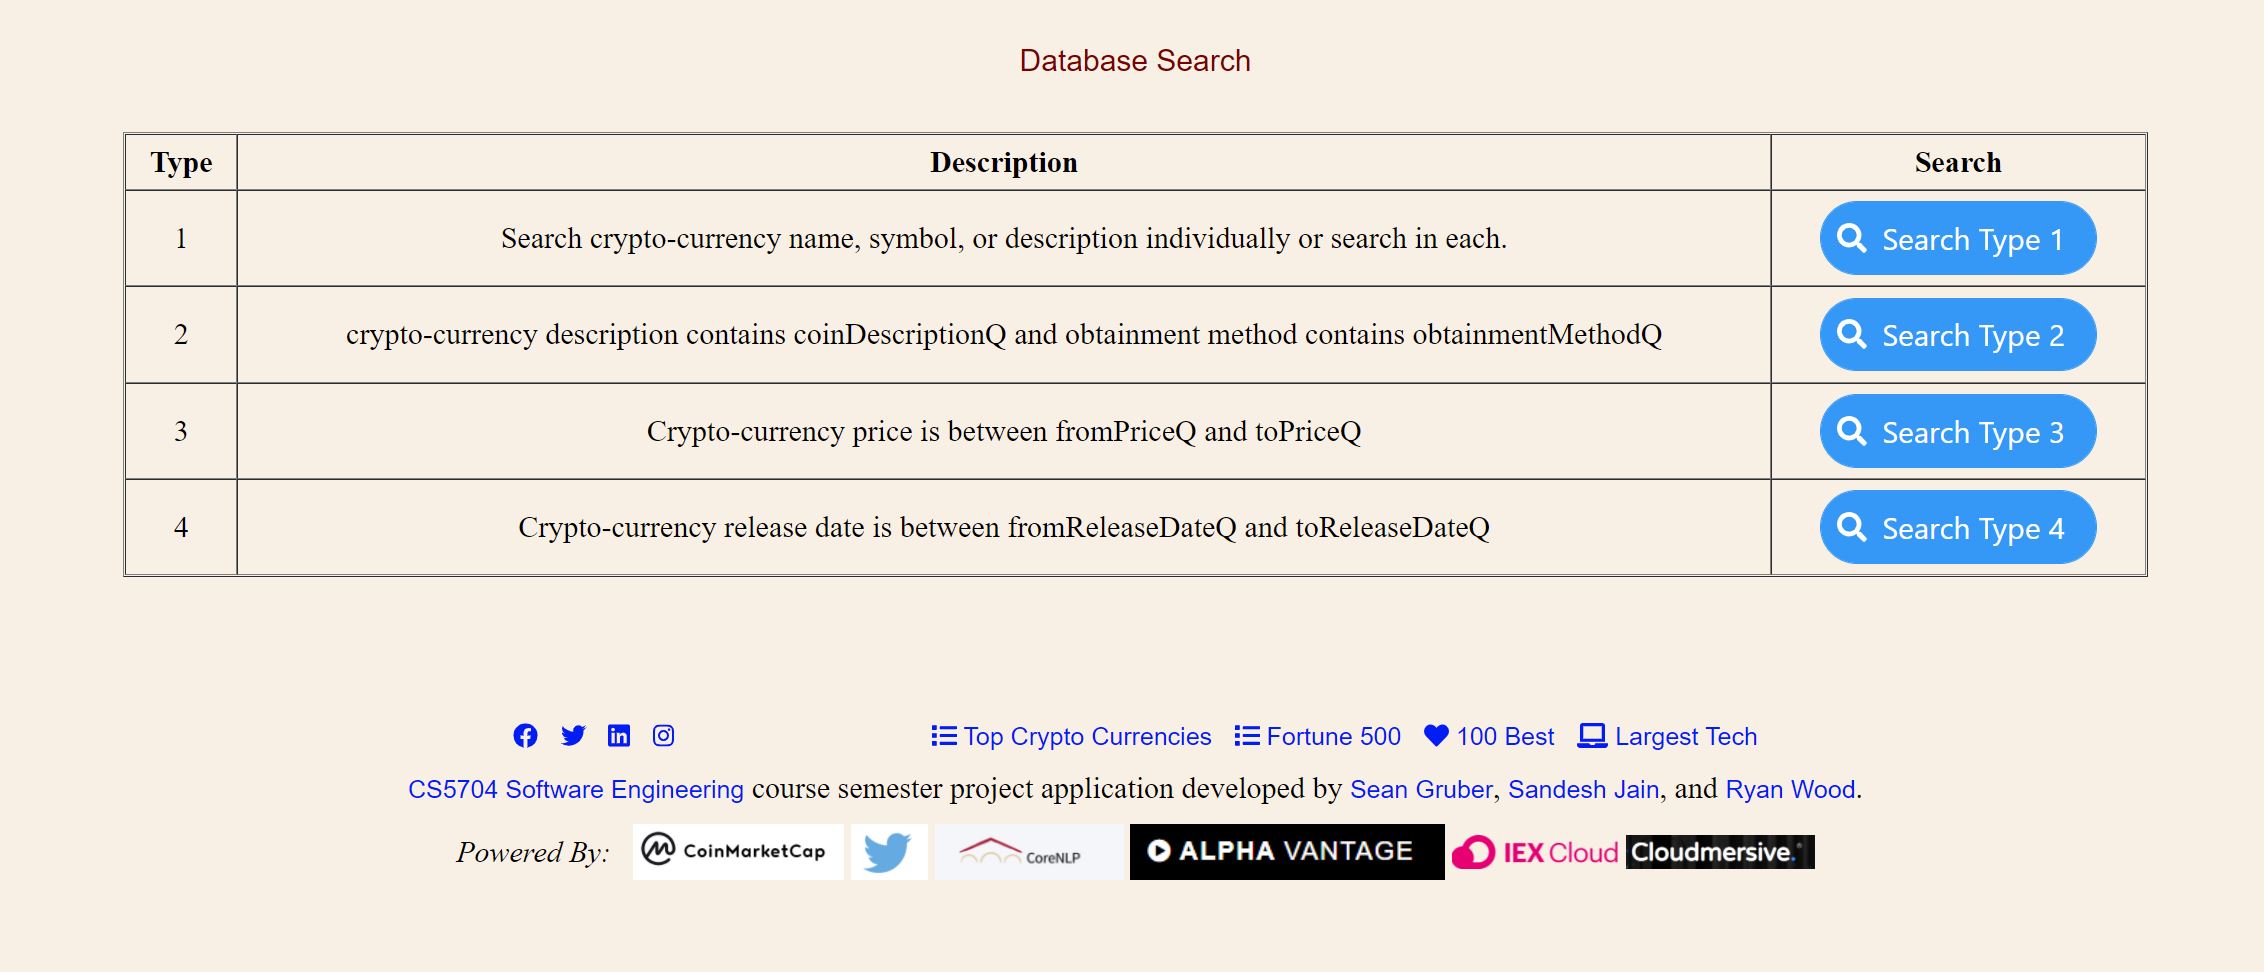 Database Search
Type Description Search
1 Search crypto-currency name, symbol, or description individually or search in each. Search Type 1
2 crypto-currency description contains coinDescriptionQ and obtainment method contains obtainmentMethodQ Search Type 2
3 Crypto-currency price is between fromPriceQ and toPriceQ Search Type 3
4 Crypto-currency release date is between fromReleaseDateQ and toReleaseDateQ Search Type 4
Top Crypto Currencies Fortune 500 100 Best Largest Tech
CS5704 Software Engineering course semester project application developed by Sean Gruber, Sandesh Jain, and Ryan Wood.
Powered By: CoinMarketCap CoreNLP ALPHA VANTAGE IEX Cloud Cloudmersive.